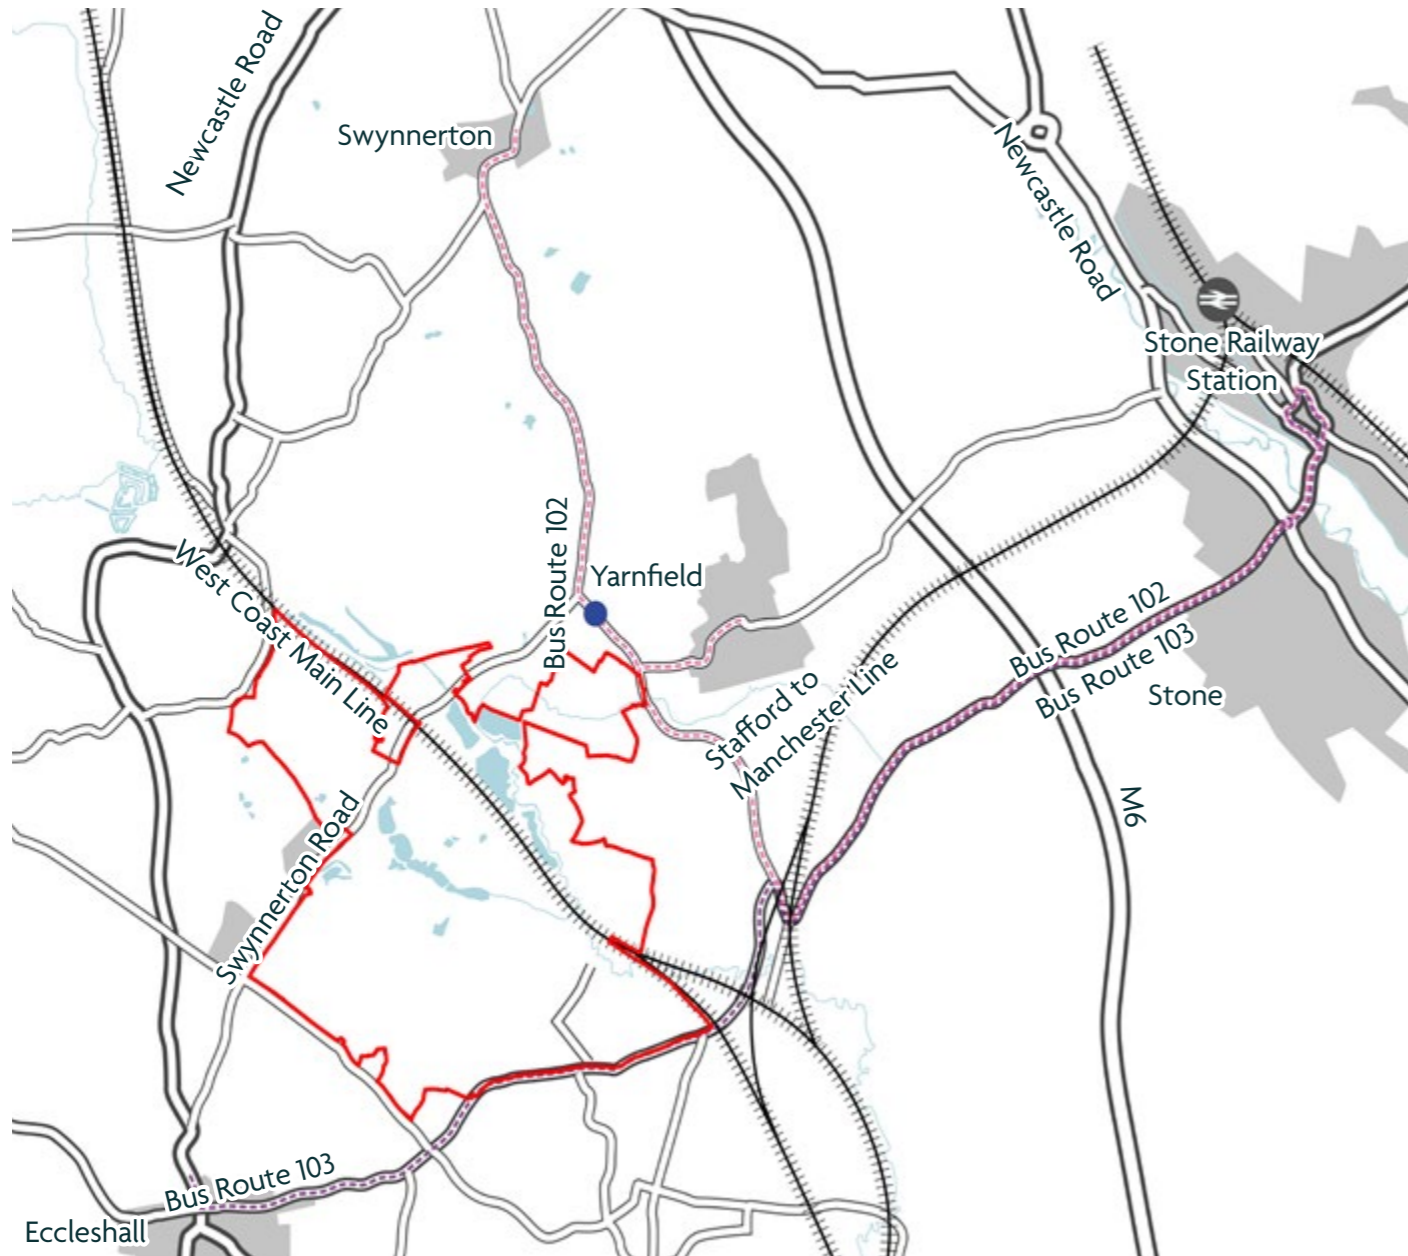 Newcastle Road
Swynnerton
Newcastle Road
Stone Railway
Station
Bus Route 102
Yarnfield
West Coast Main Line
Bus Route 102
Bus Route 103
Stone
Stafford to
Manchester Line
M6
Swynnerton Road
Bus Route 103
Eccleshall